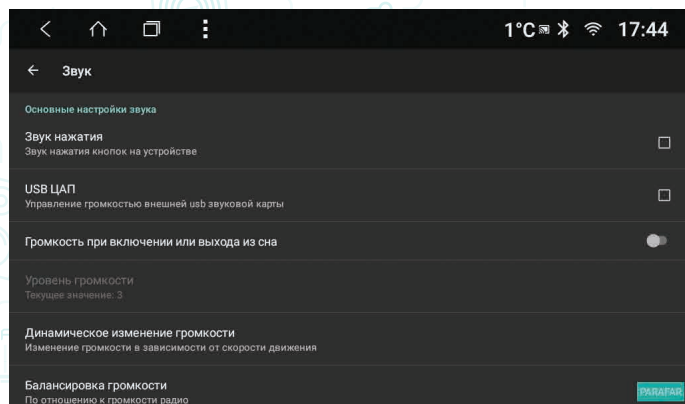 1°C 17:44
Звук
Основные настройки звука
Звук нажатия
Звук нажатия кнопок на устройстве
USB ЦАП
Управление громкостью внешней usb звуковой карты
Громкость при включении или выхода из сна
Уровень громкости
Текущее значение: 3
Динамическое изменение громкости
Изменение громкости в зависимости от скорости движения
Балансировка громкости
По отношению к громкости радио
PARAFAR